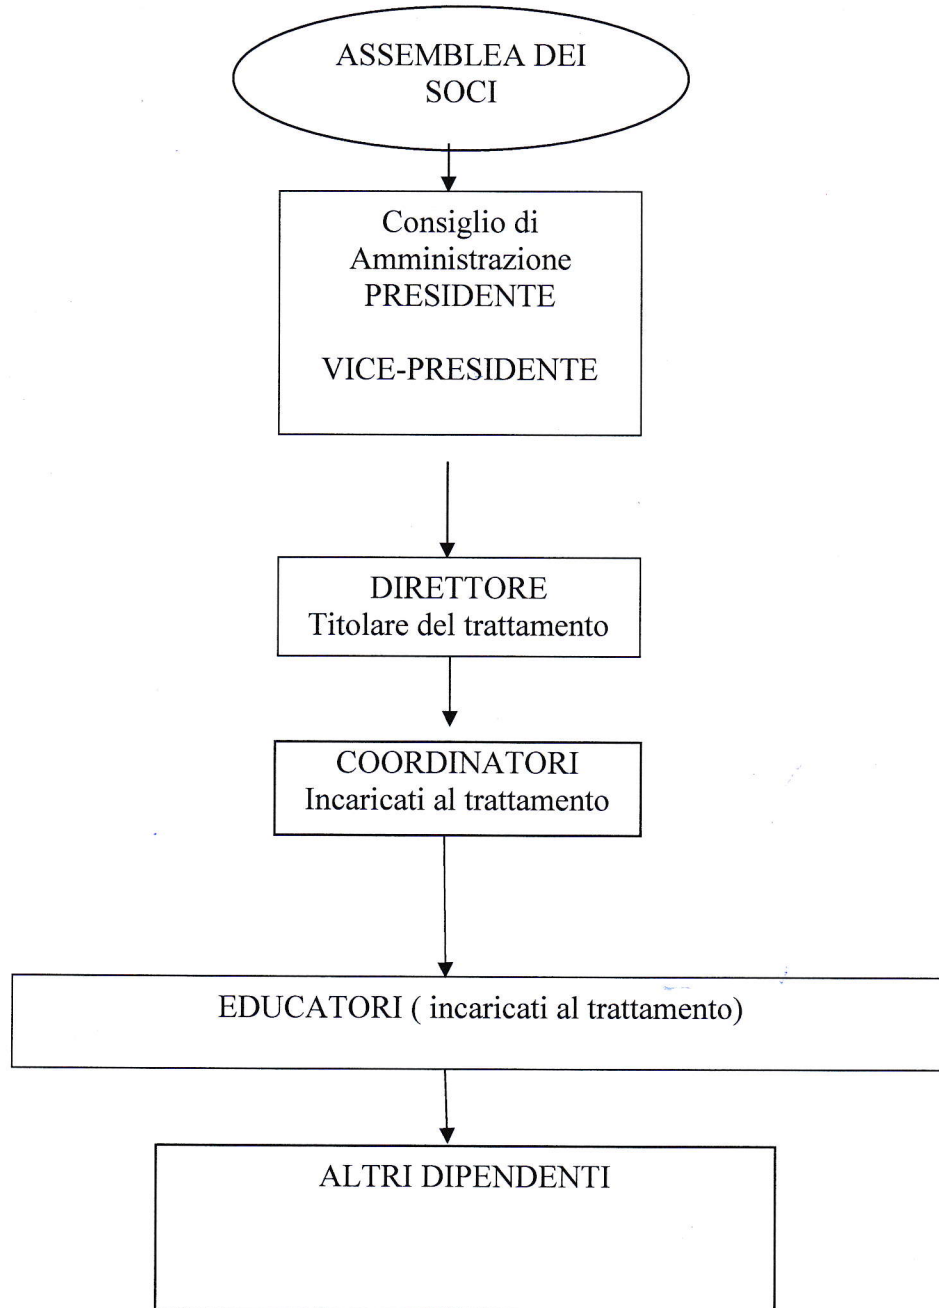 ASSEMBLEA DEI
SOCI
Consiglio di
Amministrazione
PRESIDENTE
VICE-PRESIDENTE
DIRETTORE
Titolare del trattamento
COORDINATORI
Incaricati al trattamento
EDUCATORI ( incaricati al trattamento)
ALTRI DIPENDENTI